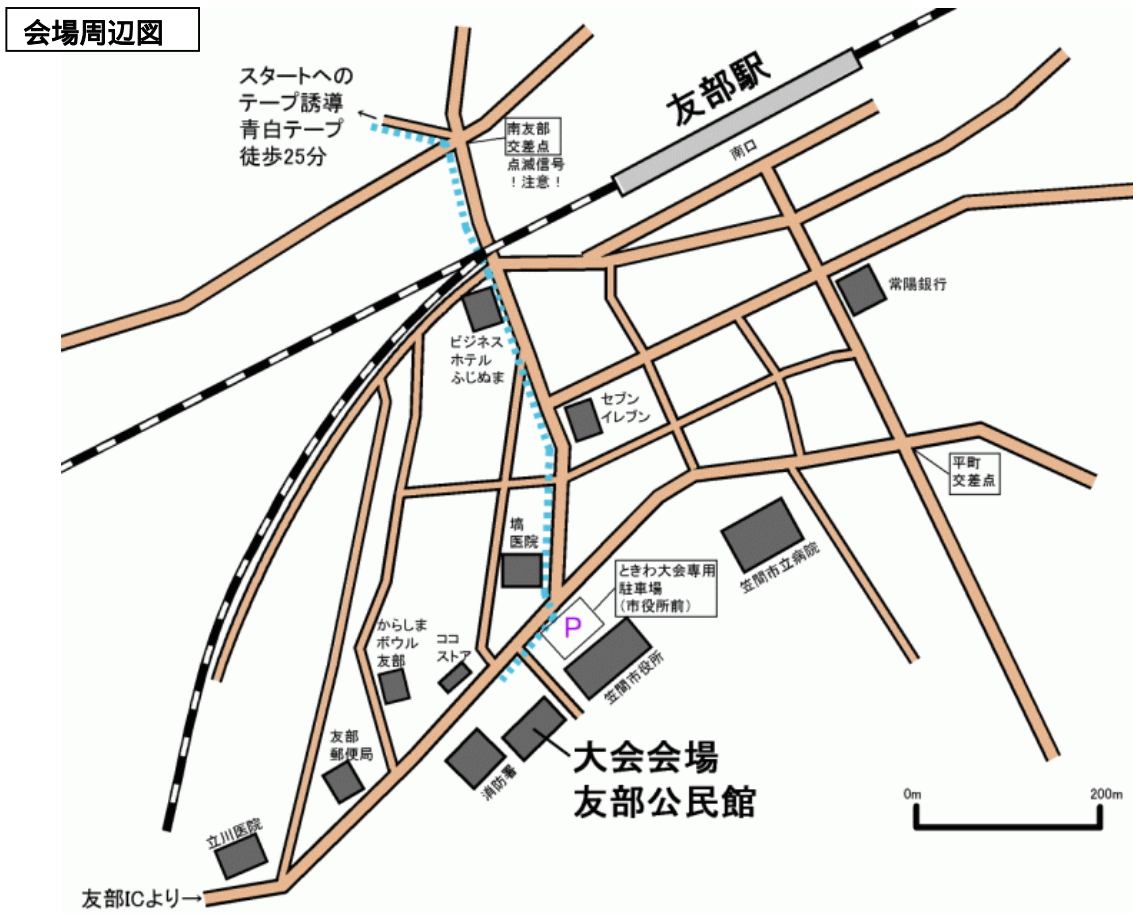 会場周辺図
スタートへの
テープ誘導
青白テープ
徒歩25分
←
南友部
交差点
点滅信号
!注意!
友部駅
南口
常陽銀行
ビジネス
ホテル
ふじぬま
セブン
イレブン
平町
交差点
塙
医院
笠間市立病院
ときわ大会専用
駐車場
(市役所前)
P
からしま
ボウル
友部
ココ
ストア
笠間市役所
友部
郵便局
消防署
大会会場
友部公民館
0m
200m
立川医院
友部ICより→